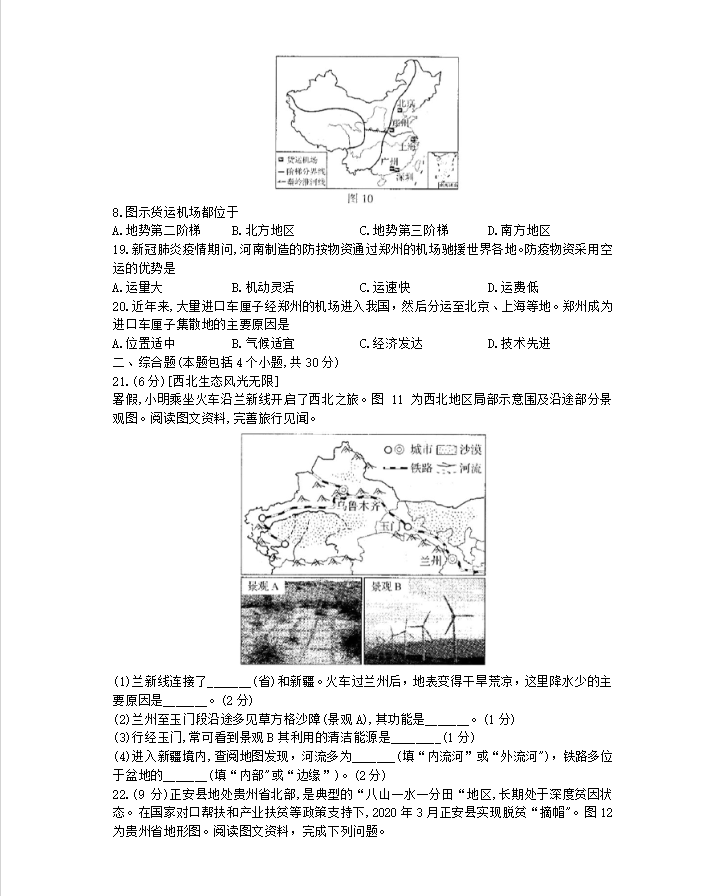 北京
郑州
上海
广州
深圳
货运机场
阶梯分界线
秦岭淮河线
图10
8.图示货运机场都位于
A.地势第二阶梯 B.北方地区 C.地势第三阶梯 D.南方地区
19.新冠肺炎疫情期间,河南制造的防按物资通过郑州的机场驰援世界各地。防疫物资采用空
运的优势是
A.运量大 B.机动灵活 C.运速快 D.运费低
20.近年来,大量进口车厘子经郑州的机场进入我国,然后分运至北京、上海等地。郑州成为
进口车厘子集散地的主要原因是
A.位置适中 B.气候适宜 C.经济发达 D.技术先进
二、综合题(本题包括4个小题,共30分)
21.(6分)[西北生态风光无限]
署假,小明乘坐火车沿兰新线开启了西北之旅。图 11 为西北地区局部示意围及沿途部分景
观图。阅读图文资料,完善旅行见闻。
城市 沙漠
铁路 河流
乌鲁木齐
玉门
兰州
景观A
景观B
(1)兰新线连接了______(省)和新疆。火车过兰州后,地表变得干旱荒凉,这里降水少的主
要原因是______。(2分)
(2)兰州至玉门段沿途多见草方格沙障(景观A),其功能是______。(1分)
(3)行经玉门,常可看到景观B其利用的清洁能源是_______(1分)
(4)进入新疆境内,查阅地图发现,河流多为______(填“内流河”或“外流河"),铁路多位
于盆地的______(填“内部"或“边缘”)。(2分)
22.(9分)正安县地处贵州省北部,是典型的“八山一水一分田“地区,长期处于深度贫因状
态。在国家对口帮扶和产业扶贫等政策支持下,2020年3月正安县实现脱贫“摘帽"。图12
为贵州省地形图。阅读图文资料,完成下列问题。